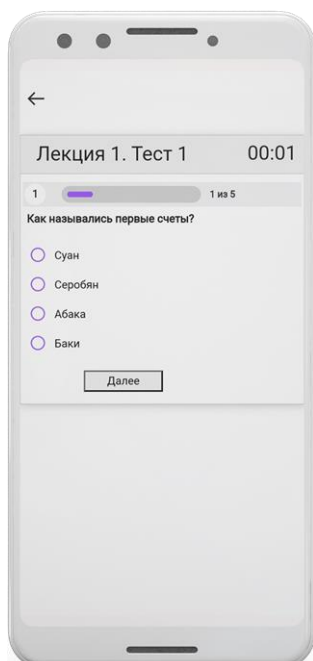 Лекция 1. Тест 1 00:01
1 1 из 5
Как назывались первые счеты?
Суан
Серобян
Абака
Баки
Далее